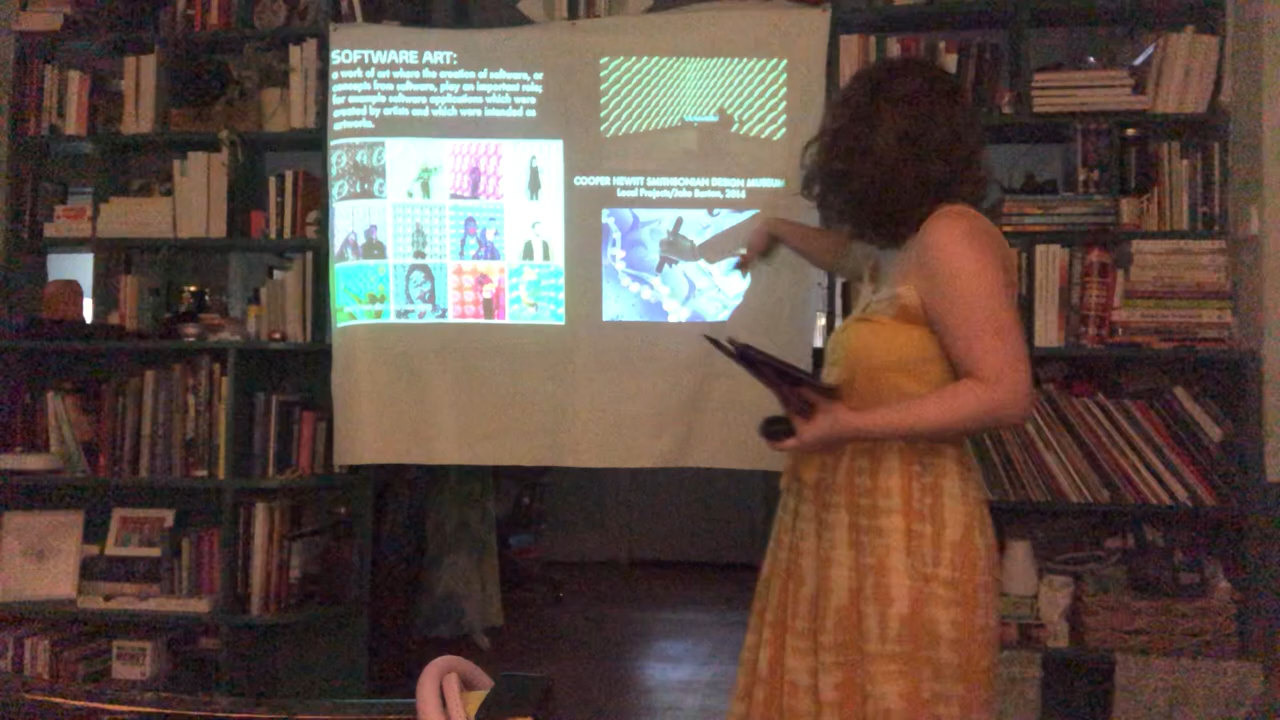 SOFTWARE ART:
a work of art where the creation of software, or
concepts from software, play an important role;
for example software applications which were
created by artists and which were intended as
artworks.
COOPER HEWITT SMITHSONIAN DESIGN MUSEUM
Local Projects/Jake Barton, 2014